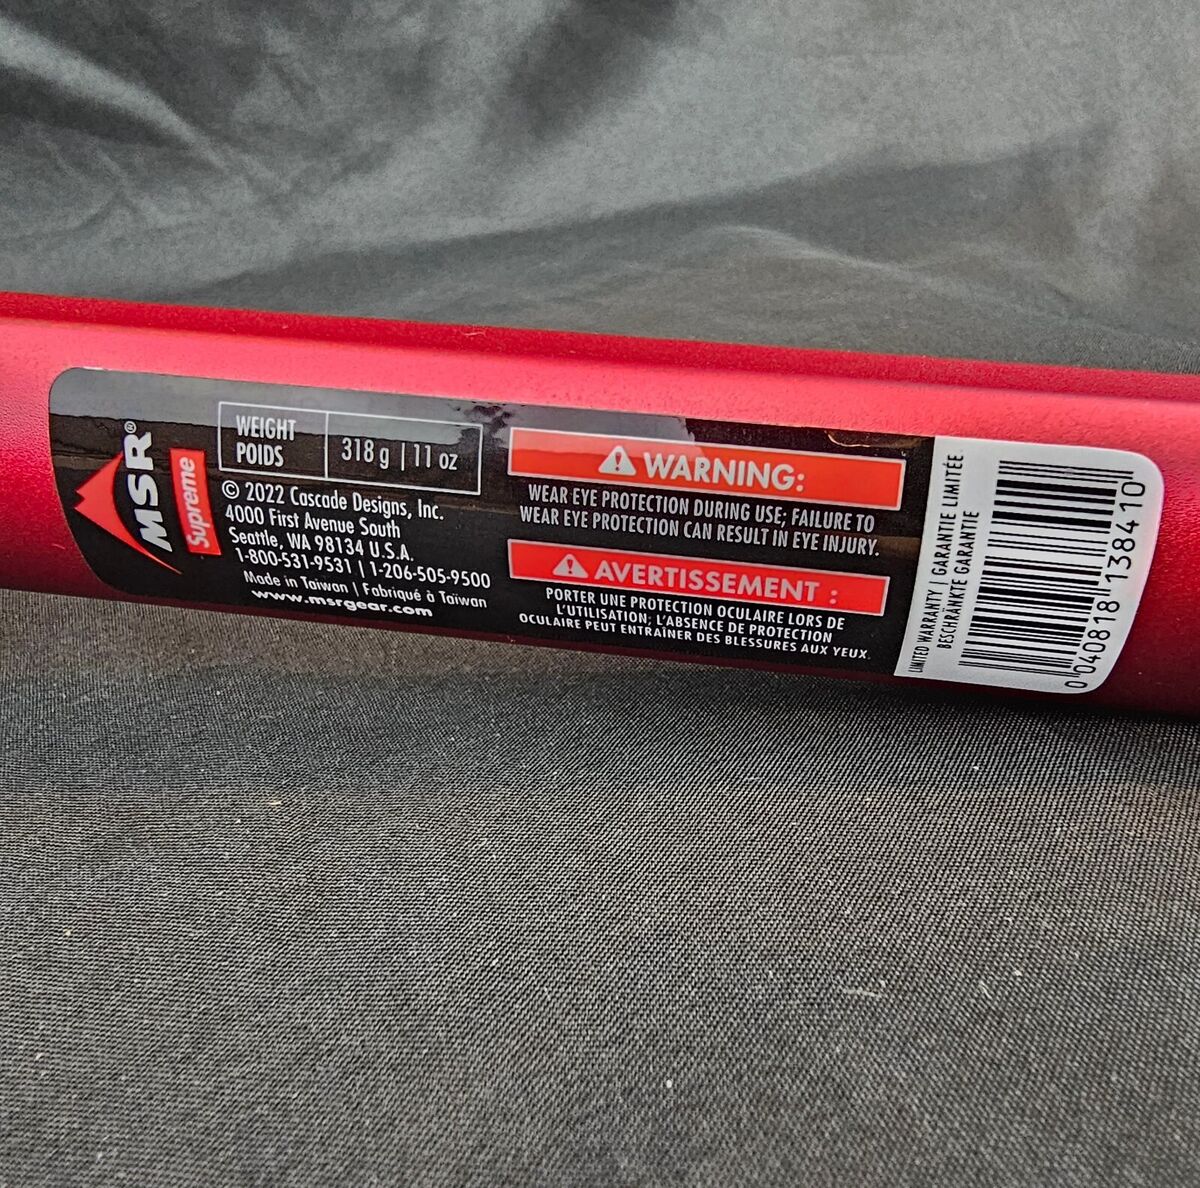 MSR®
Supreme
WEIGHT
POIDS
318 g | 11 oz
© 2022 Cascade Designs, Inc.
4000 First Avenue South
Seattle, WA 98134 U.S.A.
1-800-531-9531 | 1-206-505-9500
Made in Taiwan | Fabriqué à Taïwan
www.msrgear.com
WARNING:
WEAR EYE PROTECTION DURING USE; FAILURE TO
WEAR EYE PROTECTION CAN RESULT IN EYE INJURY.
AVERTISSEMENT :
PORTER UNE PROTECTION OCULAIRE LORS DE
L'UTILISATION; L'ABSENCE DE PROTECTION
OCULAIRE PEUT ENTRAÎNER DES BLESSURES AUX YEUX.
LIMITED WARRANTY | GARANTIE LIMITÉE
BESCHRÄNKTE GARANTIE
0 40818 13841 0